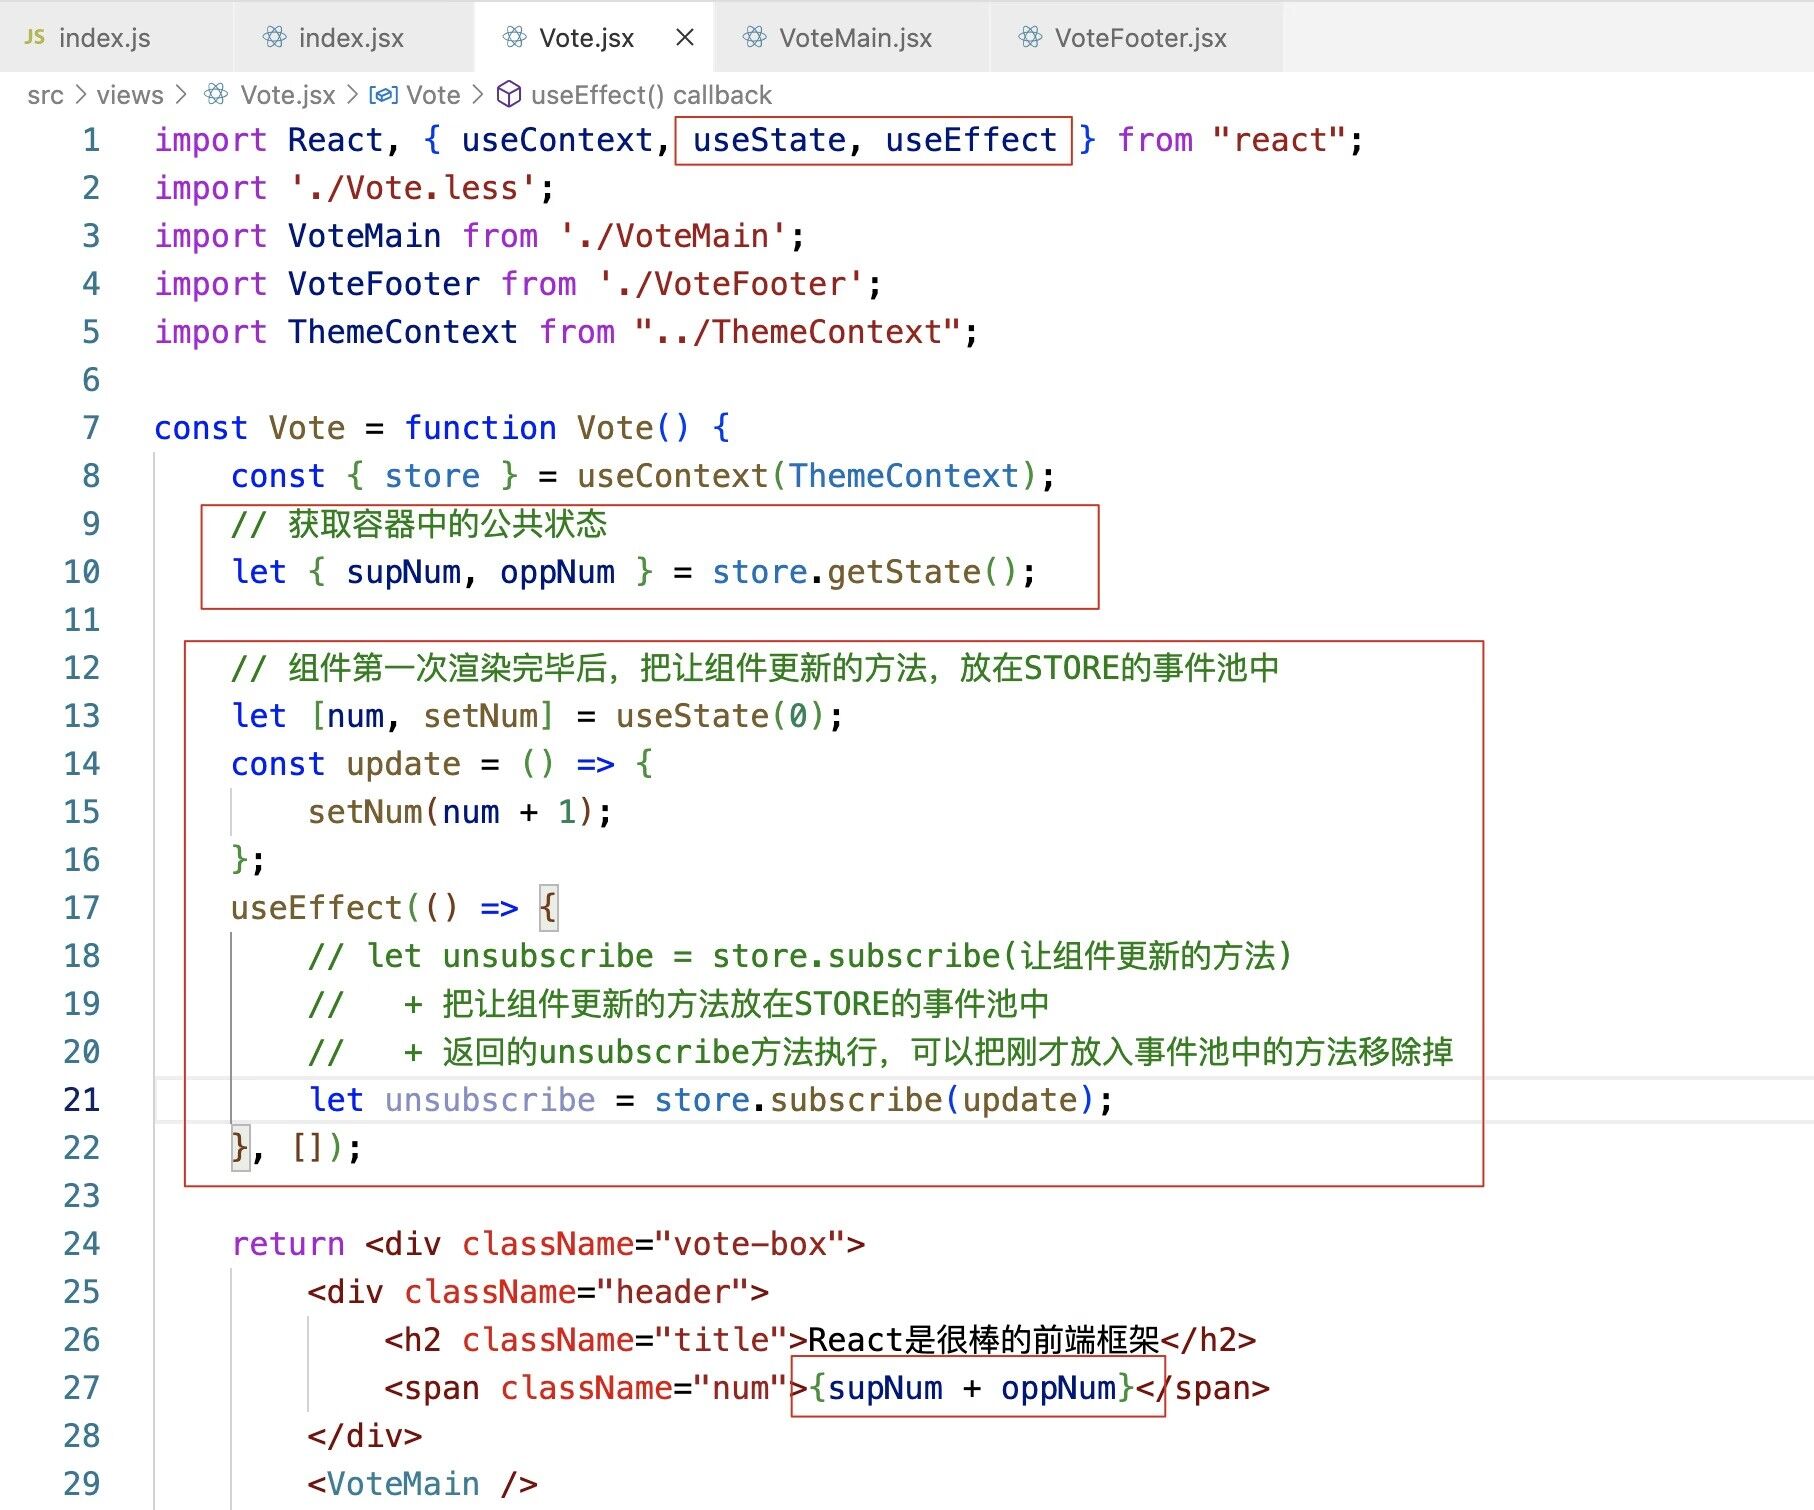 JS index.js index.jsx Vote.jsx × VoteMain.jsx VoteFooter.jsx
src > views > Vote.jsx > Vote > useEffect() callback
1 import React, { useContext, useState, useEffect } from "react";
2 import './Vote.less';
3 import VoteMain from './VoteMain';
4 import VoteFooter from './VoteFooter';
5 import ThemeContext from "../ThemeContext";
6
7 const Vote = function Vote() {
8 const { store } = useContext(ThemeContext);
9 // 获取容器中的公共状态
10 let { supNum, oppNum } = store.getState();
11
12 // 组件第一次渲染完毕后，把让组件更新的方法，放在STORE的事件池中
13 let [num, setNum] = useState(0);
14 const update = () => {
15 setNum(num + 1);
16 };
17 useEffect(() => {
18 // let unsubscribe = store.subscribe(让组件更新的方法)
19 //   + 把让组件更新的方法放在STORE的事件池中
20 //   + 返回的unsubscribe方法执行，可以把刚才放入事件池中的方法移除掉
21 let unsubscribe = store.subscribe(update);
22 }, []);
23
24 return <div className="vote-box">
25 <div className="header">
26 <h2 className="title">React是很棒的前端框架</h2>
27 <span className="num">{supNum + oppNum}</span>
28 </div>
29 <VoteMain />